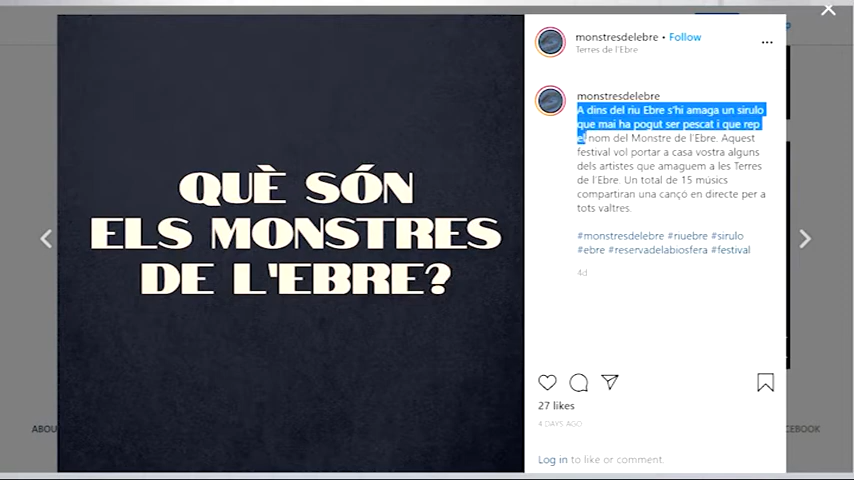 QUÈ SÓN
ELS MONSTRES
DE L'EBRE?
monstresdelebre • Follow
Terres de l'Ebre
monstresdelebre
A dins del riu Ebre s'hi amaga un sirulo
que mai ha pogut ser pescat i que rep
el nom del Monstre de l'Ebre. Aquest
festival vol portar a casa vostra alguns
dels artistes que amaguem a les Terres
de l'Ebre. Un total de 15 músics
compartiran una cançó en directe per a
tots valtres.
#monstresdelebre #riuebre #sirulo
#ebre #reservadelabiosfera #festival
4d
27 likes
4 DAYS AGO
Log in to like or comment.
ABOU
CEBOOK